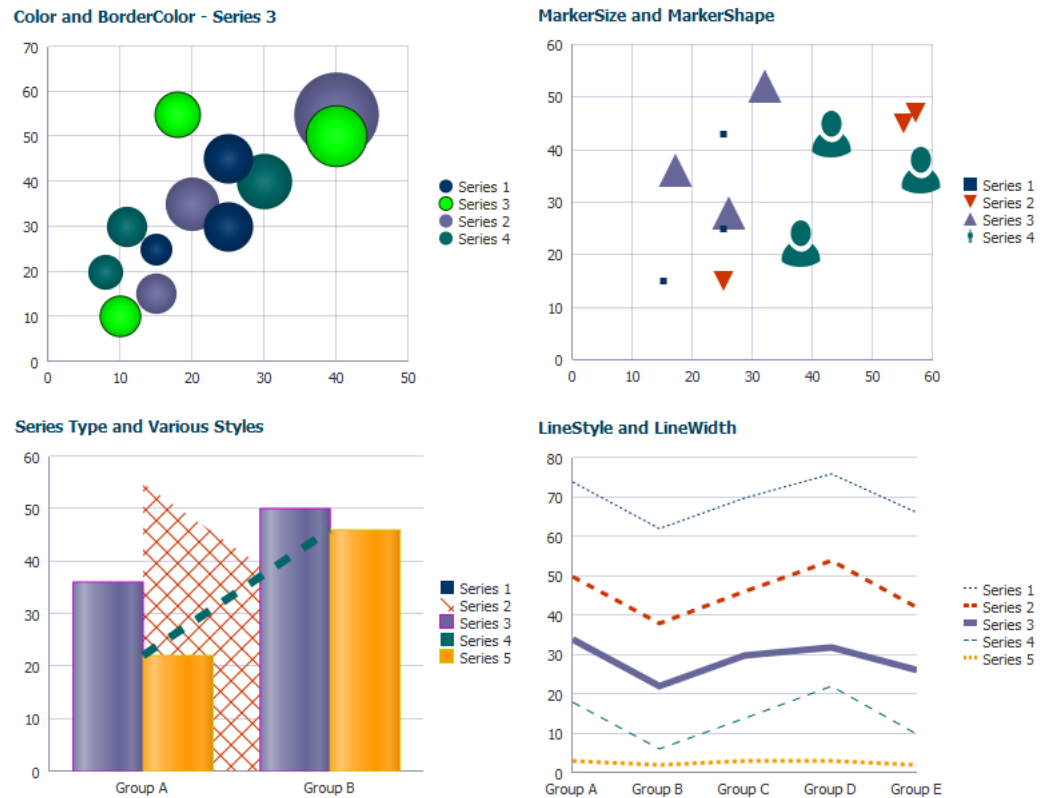 Color and BorderColor - Series 3
70
60
50
40
30
20
10
0
0 10 20 30 40 50
Series 1
Series 3
Series 2
Series 4
MarkerSize and MarkerShape
60
50
40
30
20
10
0
0 10 20 30 40 50 60
Series 1
Series 2
Series 3
Series 4
Series Type and Various Styles
60
50
40
30
20
10
0
Group A Group B
Series 1
Series 2
Series 3
Series 4
Series 5
LineStyle and LineWidth
80
70
60
50
40
30
20
10
0
Group A Group B Group C Group D Group E
Series 1
Series 2
Series 3
Series 4
Series 5